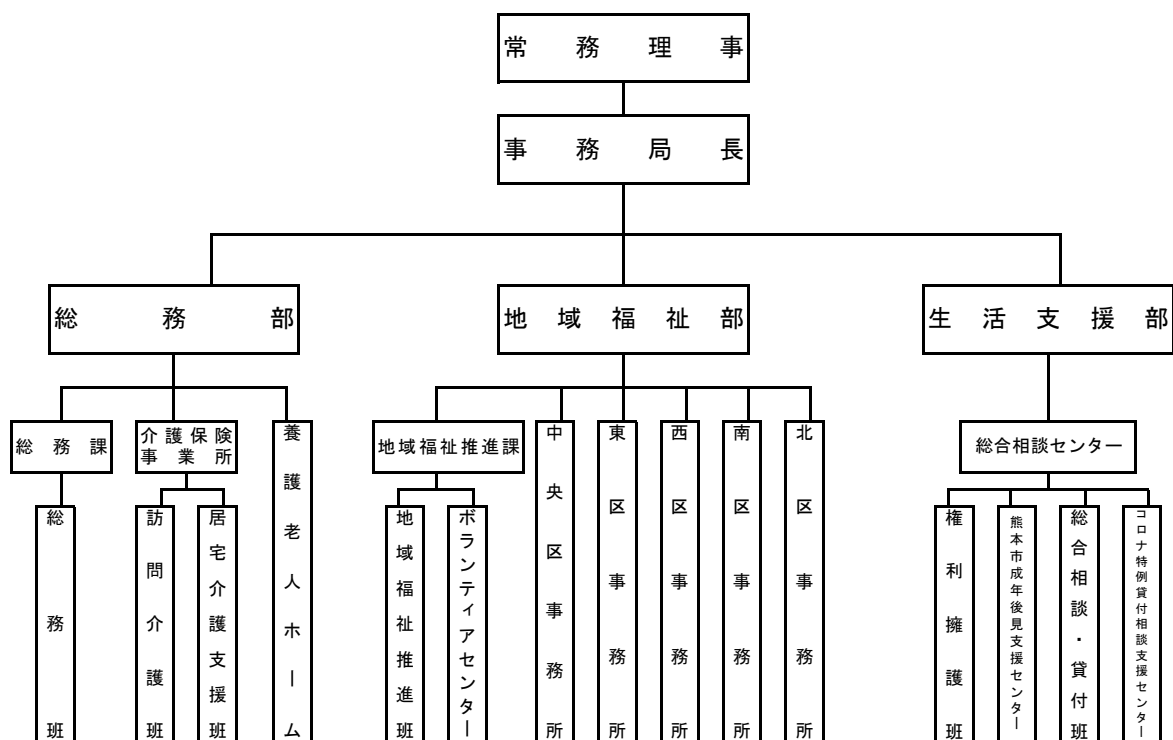 常務理事
事務局長
総務部
地域福祉部
生活支援部
総務課
介護保険
事業所
養護老人ホーム
地域福祉推進課
中央区事務所
東区事務所
西区事務所
南区事務所
北区事務所
総合相談センター
総務班
訪問介護班
居宅介護支援班
地域福祉推進班
ボランティアセンター
権利擁護班
熊本市成年後見支援センター
総合相談・貸付班
コロナ特例貸付相談支援センター